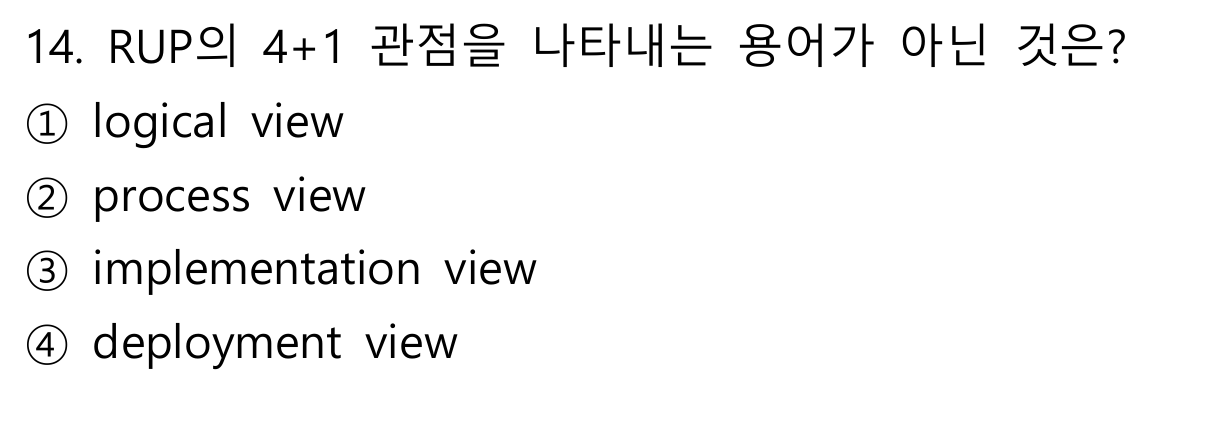 14. RUP의 4+1 관점을 나타내는 용어가 아닌 것은?
① logical view
② process view
③ implementation view
④ deployment view